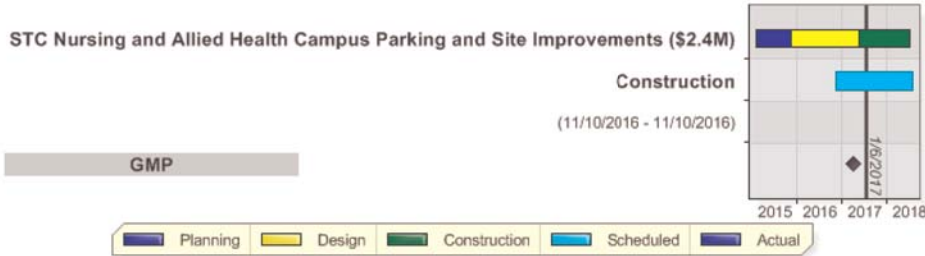 STC Nursing and Allied Health Campus Parking and Site Improvements ($2.4M)
Construction
(11/10/2016 - 11/10/2016)
GMP
1/6/2017
2015 2016 2017 2018
Planning Design Construction Scheduled Actual